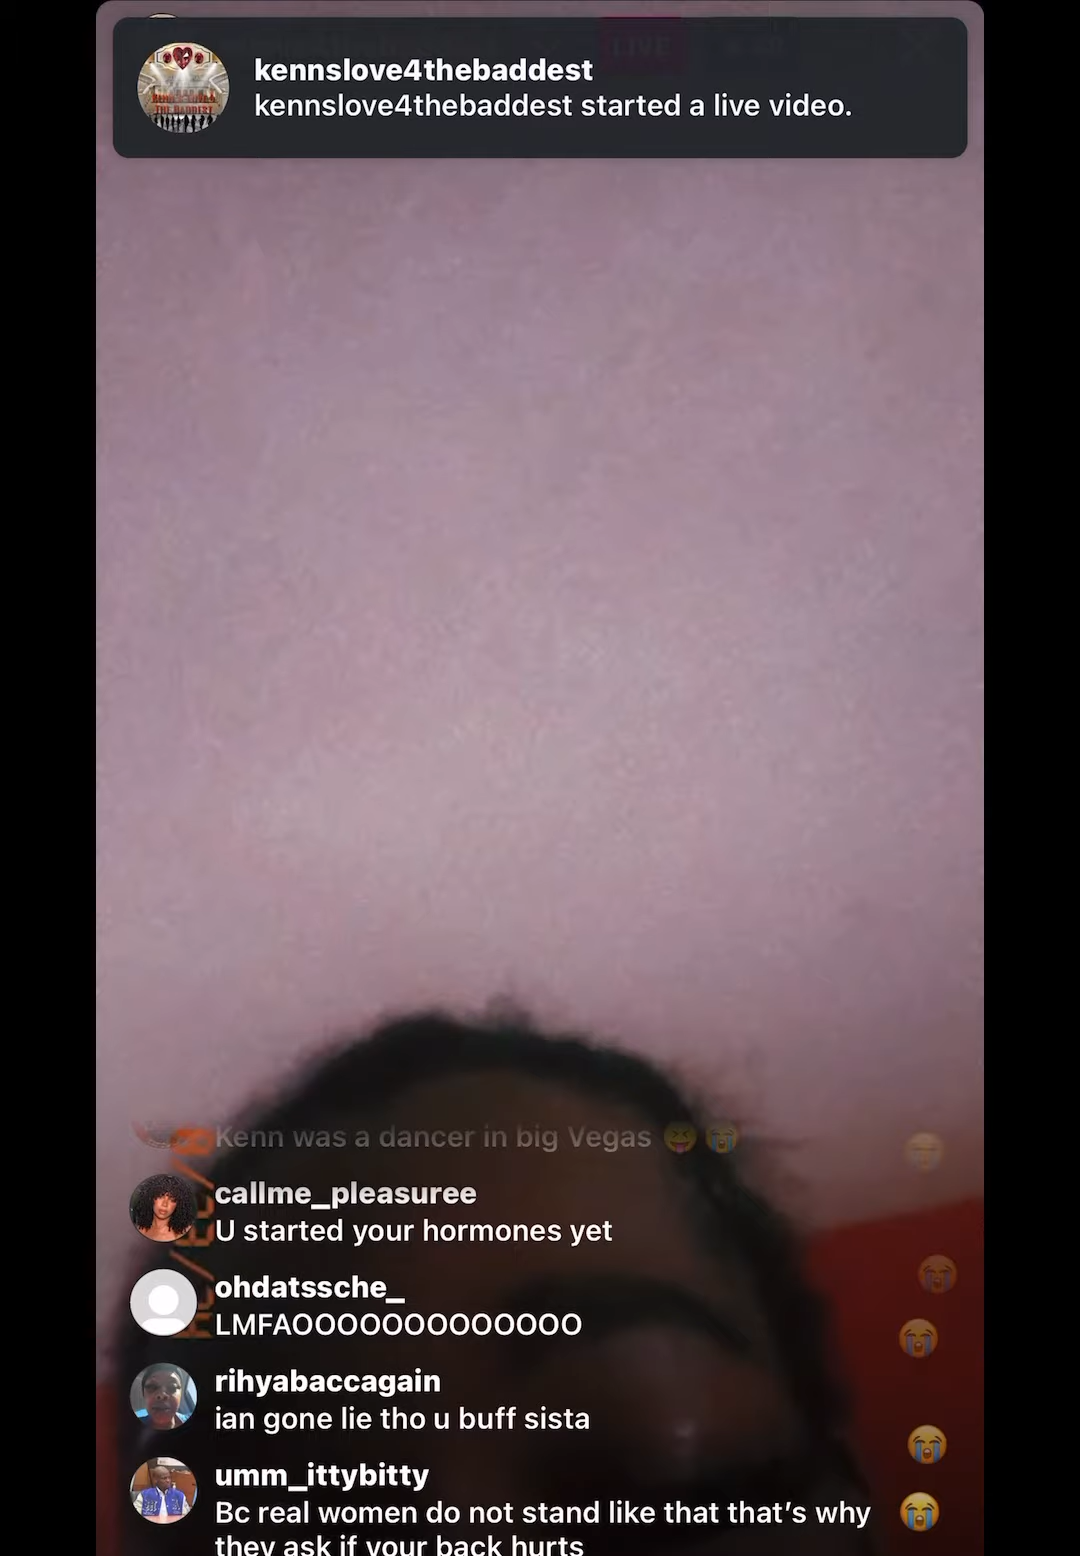 kennslove4thebaddest
kennslove4thebaddest started a live video.
LIVE
Kenn was a dancer in big Vegas 😝😭
callme_pleasuree
U started your hormones yet
ohdatssche_
LMFAOOOOOOOOOOOOO
rihyabaccagain
ian gone lie tho u buff sista
umm_ittybitty
Bc real women do not stand like that that’s why
they ask if your back hurts